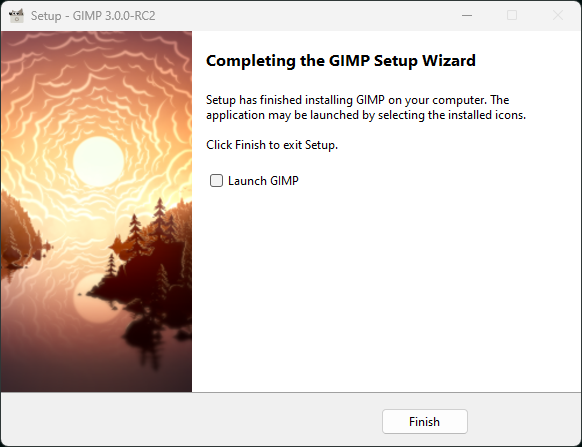 Setup - GIMP 3.0.0-RC2
Completing the GIMP Setup Wizard
Setup has finished installing GIMP on your computer. The
application may be launched by selecting the installed icons.
Click Finish to exit Setup.
Launch GIMP
Finish